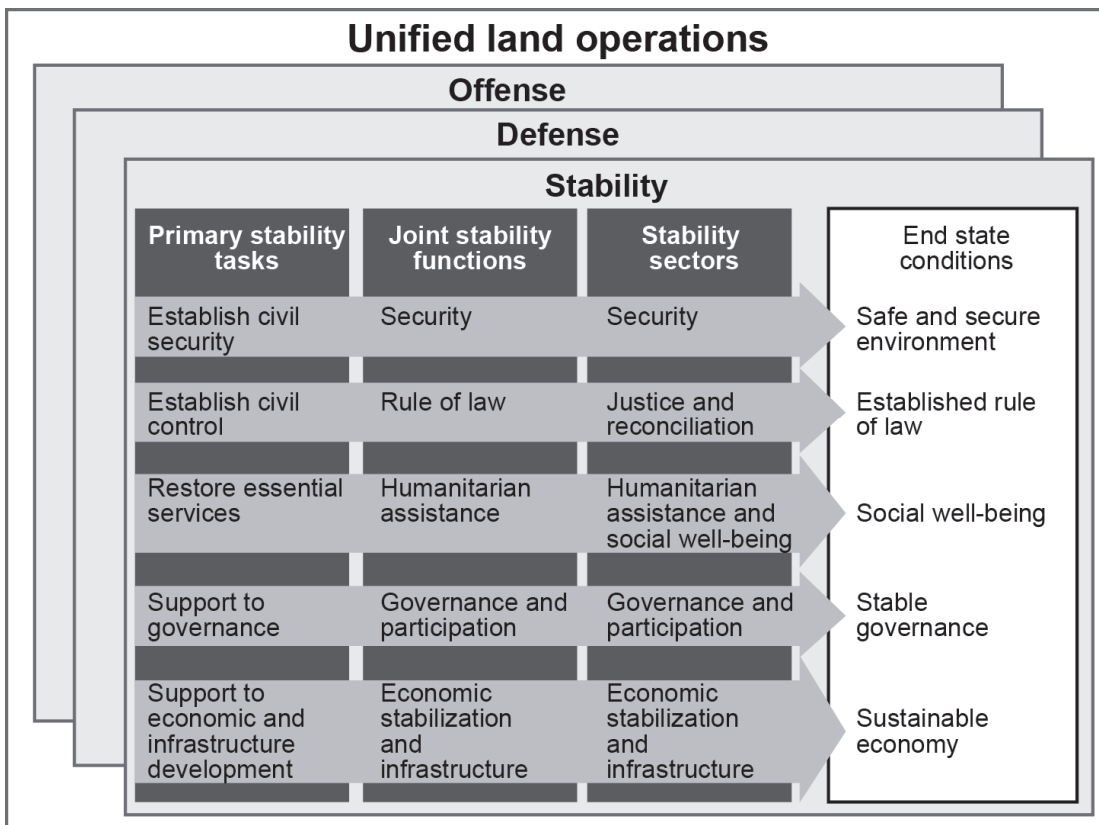 Unified land operations
Offense
Defense
Stability
Primary stability
tasks
Joint stability
functions
Stability
sectors
End state
conditions
Establish civil
security
Security
Security
Safe and secure
environment
Establish civil
control
Rule of law
Justice and
reconciliation
Established rule
of law
Restore essential
services
Humanitarian
assistance
Humanitarian
assistance and
social well-being
Social well-being
Support to
governance
Governance and
participation
Governance and
participation
Stable
governance
Support to
economic and
infrastructure
development
Economic
stabilization
and
infrastructure
Economic
stabilization
and
infrastructure
Sustainable
economy